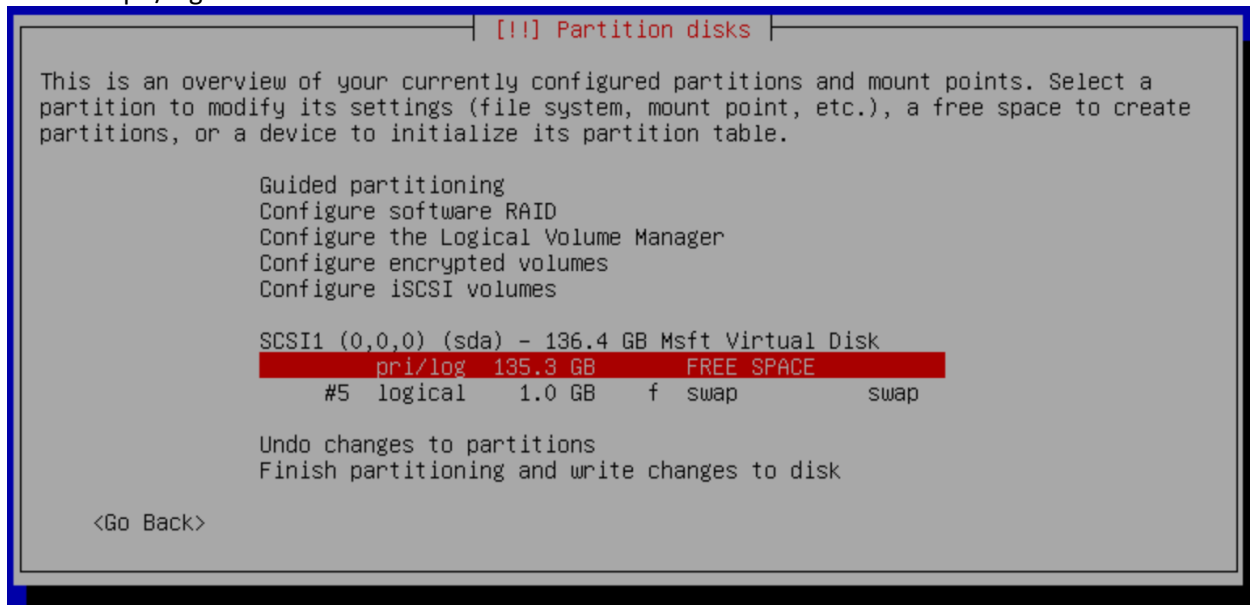 [!!] Partition disks
This is an overview of your currently configured partitions and mount points. Select a
partition to modify its settings (file system, mount point, etc.), a free space to create
partitions, or a device to initialize its partition table.
Guided partitioning
Configure software RAID
Configure the Logical Volume Manager
Configure encrypted volumes
Configure iSCSI volumes
SCSI1 (0,0,0) (sda) – 136.4 GB Msft Virtual Disk
pri/log 135.3 GB FREE SPACE
#5 logical 1.0 GB f swap swap
Undo changes to partitions
Finish partitioning and write changes to disk
<Go Back>